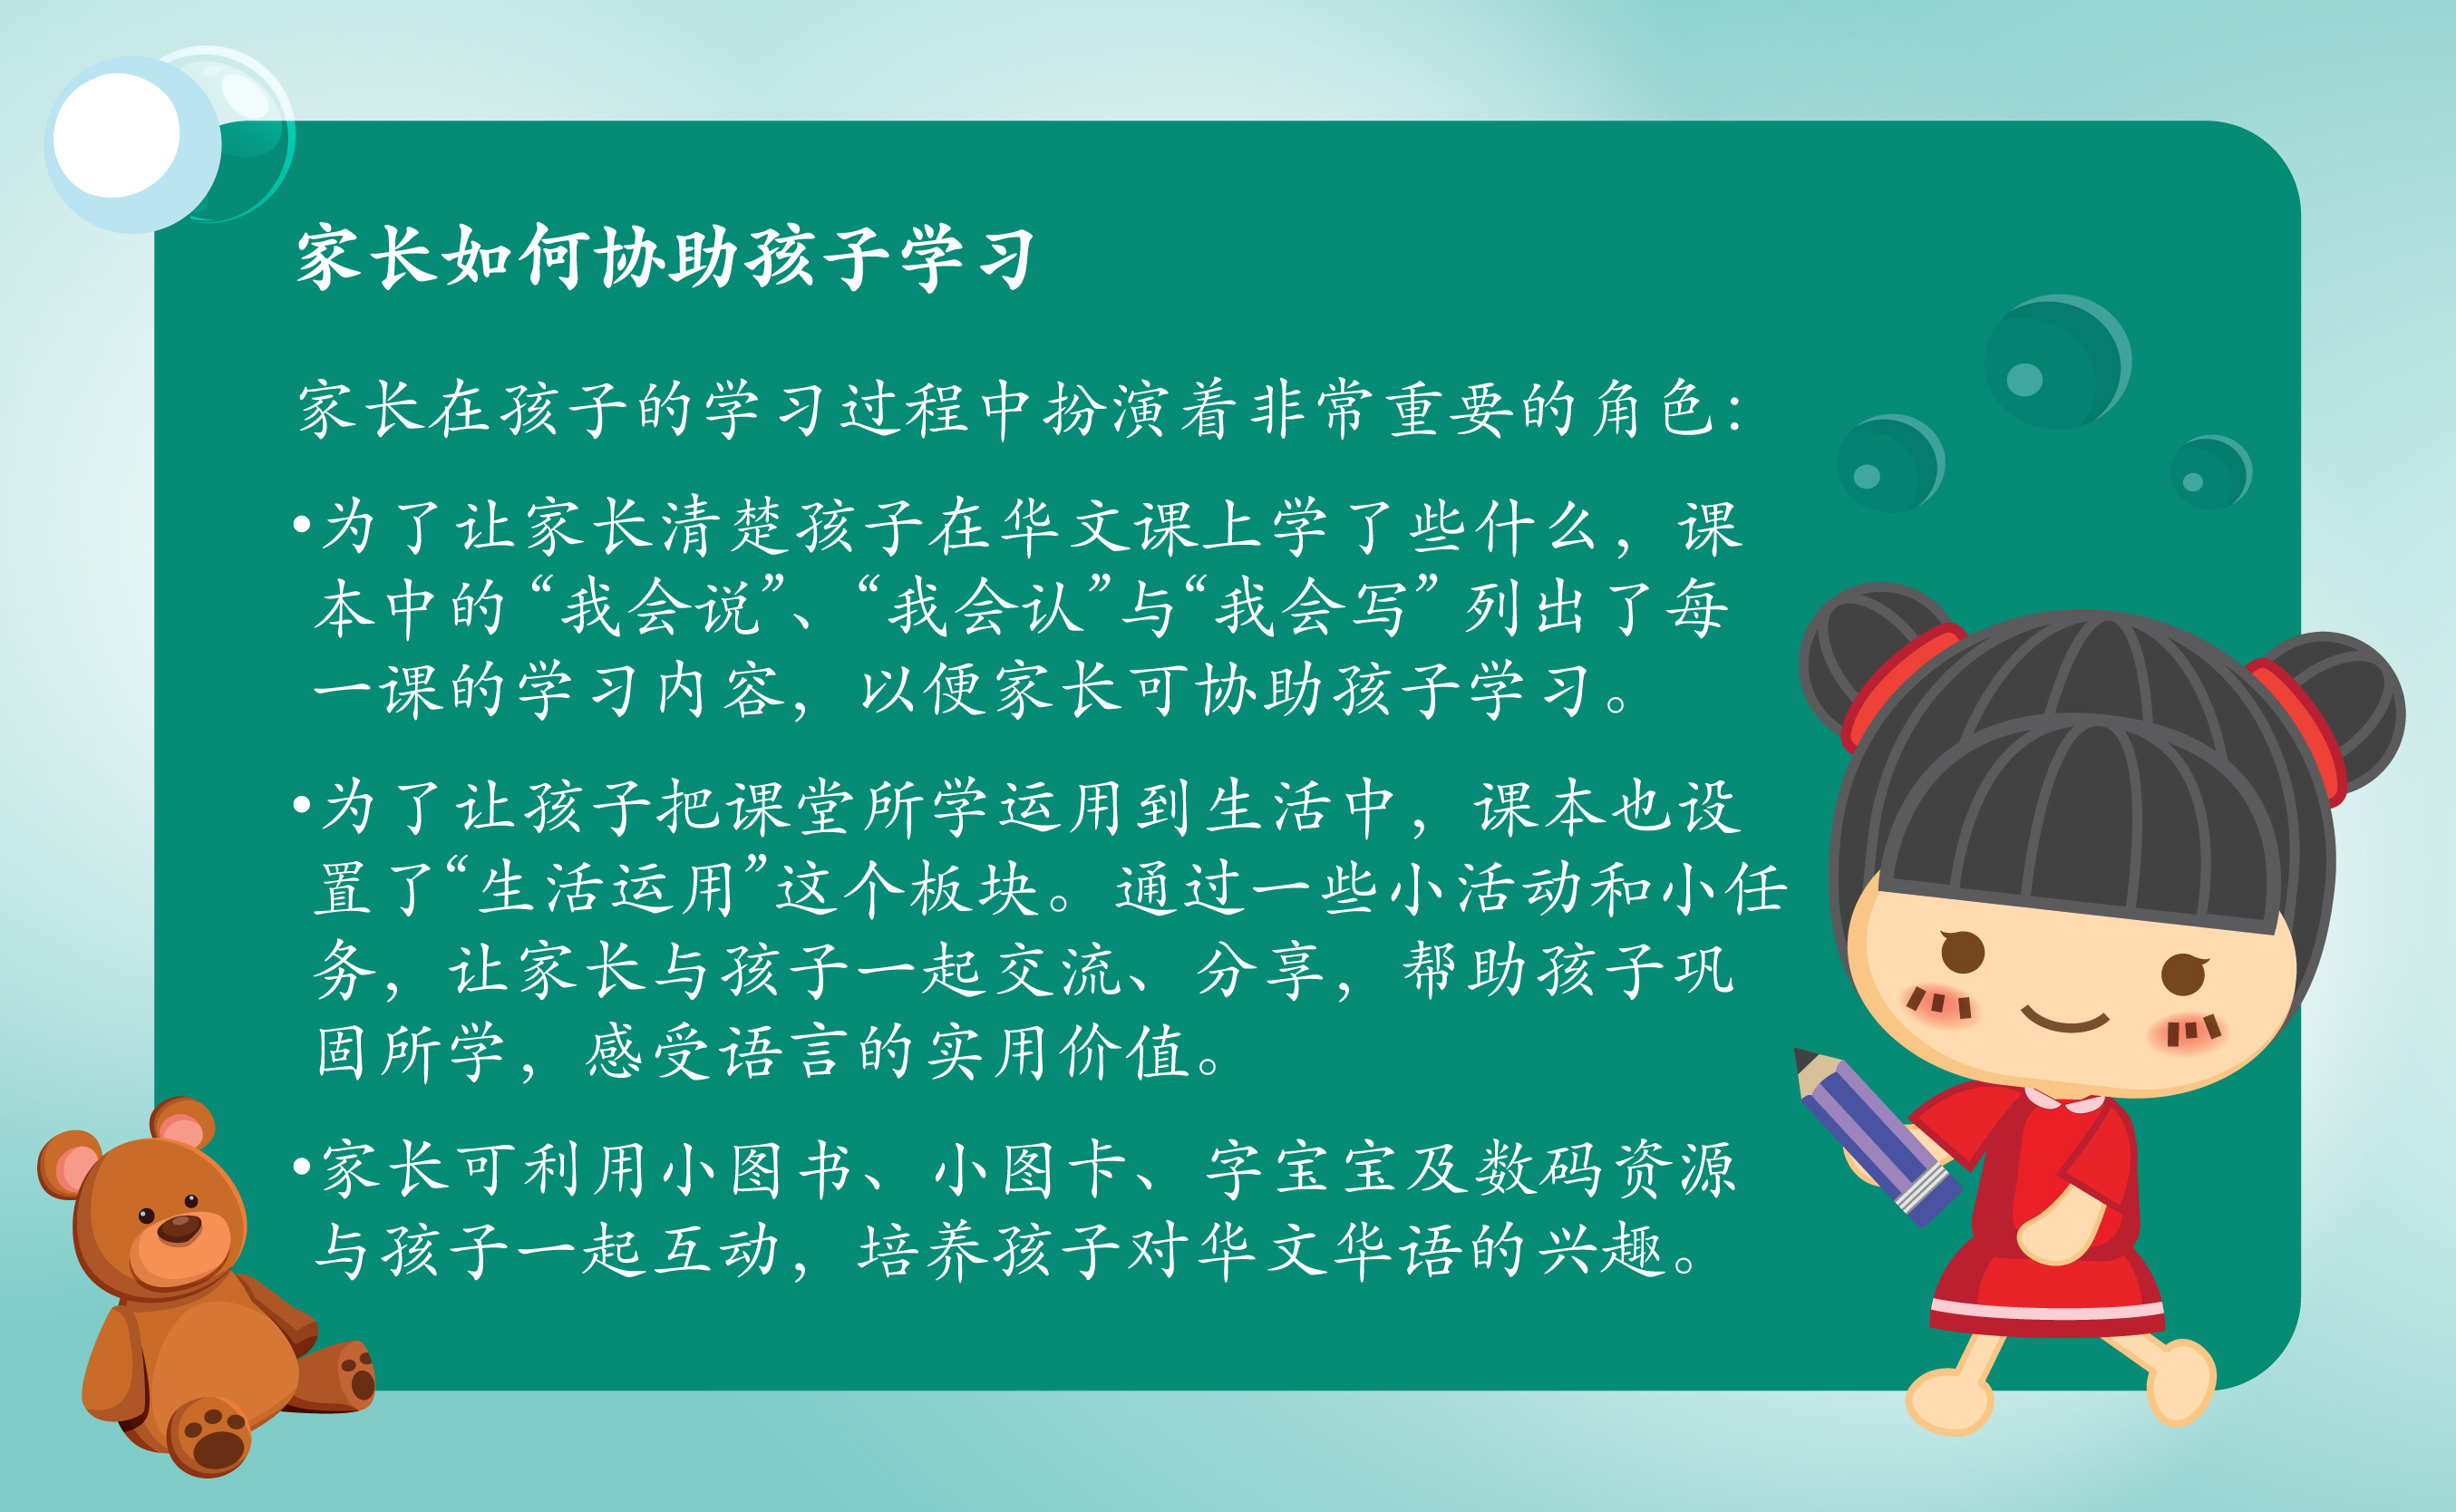 家长如何协助孩子学习
家长在孩子的学习过程中扮演着非常重要的角色：
•为了让家长清楚孩子在华文课上学了些什么，课
本中的“我会说”、“我会认”与“我会写”列出了每
一课的学习内容，以便家长可协助孩子学习。
•为了让孩子把课堂所学运用到生活中，课本也设
置了“生活运用”这个板块。通过一些小活动和小任
务，让家长与孩子一起交流、分享，帮助孩子巩
固所学，感受语言的实用价值。
•家长可利用小图书、小图卡、字宝宝及数码资源
与孩子一起互动，培养孩子对华文华语的兴趣。